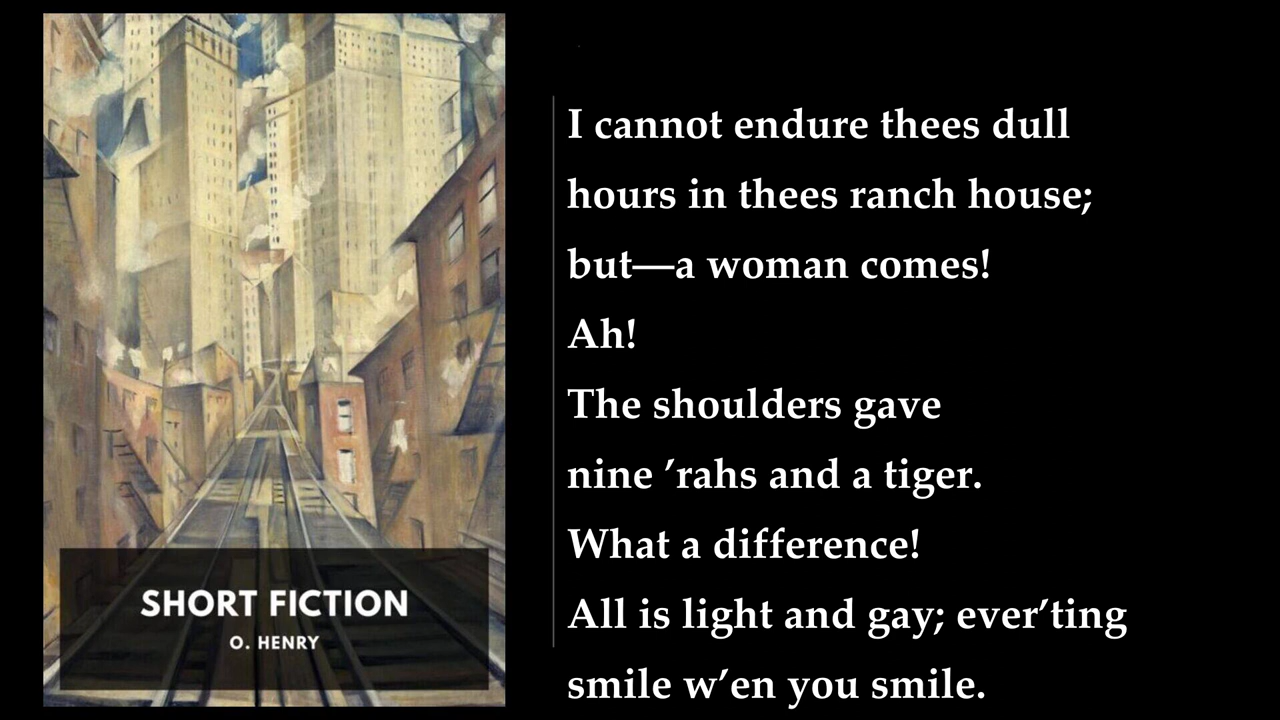 SHORT FICTION
O. HENRY
I cannot endure thees dull
hours in thees ranch house;
but—a woman comes!
Ah!
The shoulders gave
nine ’rahs and a tiger.
What a difference!
All is light and gay; ever’ting
smile w’en you smile.